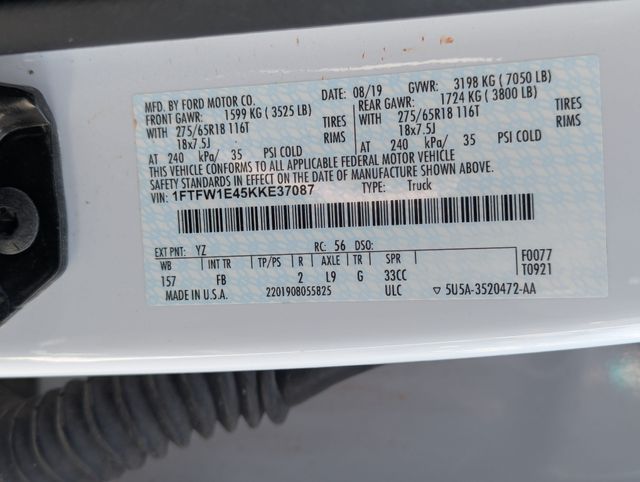 MFD. BY FORD MOTOR CO. DATE: 08/19 GVWR: 3198 KG ( 7050 LB)
FRONT GAWR: 1599 KG ( 3525 LB) REAR GAWR: 1724 KG ( 3800 LB)
WITH 275/65R18 116T TIRES WITH 275/65R18 116T TIRES
18x7.5J RIMS 18x7.5J RIMS
AT 240 kPa/ 35 PSI COLD AT 240 kPa/ 35 PSI COLD
THIS VEHICLE CONFORMS TO ALL APPLICABLE FEDERAL MOTOR VEHICLE
SAFETY STANDARDS IN EFFECT ON THE DATE OF MANUFACTURE SHOWN ABOVE.
VIN: 1FTFW1E45KKE37087 TYPE: Truck
EXT PNT: YZ RC: 56 DSO: F0077
WB INT TR TP/PS R AXLE TR SPR T0921
157 FB 2 L9 G 33CC
MADE IN U.S.A. 2201908055825 ULC ▽ 5U5A-3520472-AA